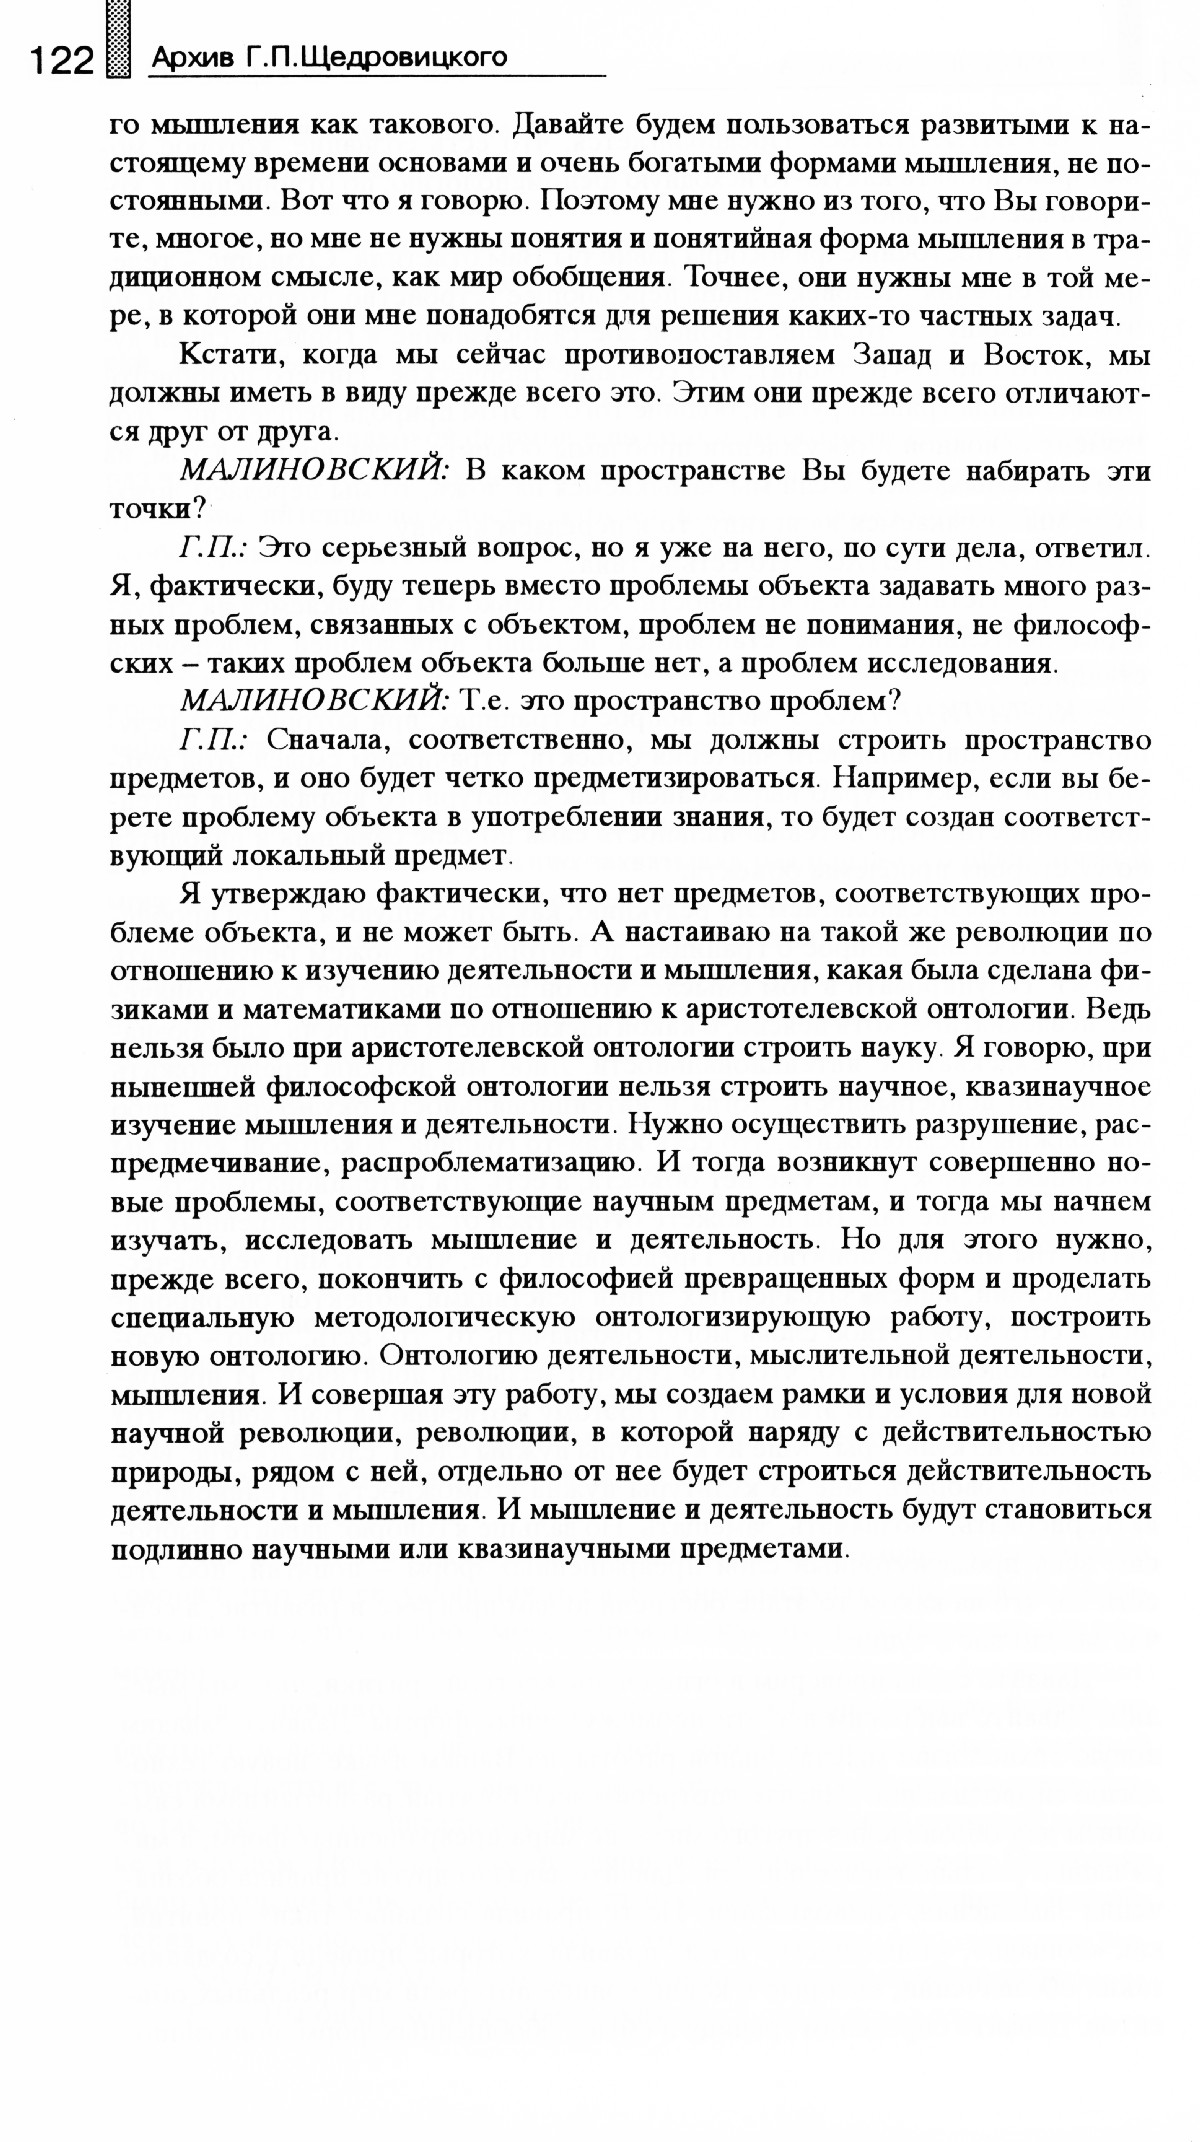 122 Архив Г.П.Щедровицкого
го мышления как такового. Давайте будем пользоваться развитыми к на-
стоящему времени основами и очень богатыми формами мышления, не по-
стоянными. Вот что я говорю. Поэтому мне нужно из того, что Вы говори-
те, многое, но мне не нужны понятия и понятийная форма мышления в тра-
диционном смысле, как мир обобщения. Точнее, они нужны мне в той ме-
ре, в которой они мне понадобятся для решения каких-то частных задач.
Кстати, когда мы сейчас противопоставляем Запад и Восток, мы
должны иметь в виду прежде всего это. Этим они прежде всего отличают-
ся друг от друга.
МАЛИНОВСКИЙ: В каком пространстве Вы будете набирать эти
точки?
Г.П.: Это серьезный вопрос, но я уже на него, по сути дела, ответил.
Я, фактически, буду теперь вместо проблемы объекта задавать много раз-
ных проблем, связанных с объектом, проблем не понимания, не философ-
ских – таких проблем объекта больше нет, а проблем исследования.
МАЛИНОВСКИЙ: Т.е. это пространство проблем?
Г.П.: Сначала, соответственно, мы должны строить пространство
предметов, и оно будет четко предметизироваться. Например, если вы бе-
рете проблему объекта в употреблении знания, то будет создан соответст-
вующий локальный предмет.
Я утверждаю фактически, что нет предметов, соответствующих про-
блеме объекта, и не может быть. А настаиваю на такой же революции по
отношению к изучению деятельности и мышления, какая была сделана фи-
зиками и математиками по отношению к аристотелевской онтологии. Ведь
нельзя было при аристотелевской онтологии строить науку. Я говорю, при
нынешней философской онтологии нельзя строить научное, квазинаучное
изучение мышления и деятельности. Нужно осуществить разрушение, рас-
предмечивание, распроблематизацию. И тогда возникнут совершенно но-
вые проблемы, соответствующие научным предметам, и тогда мы начнем
изучать, исследовать мышление и деятельность. Но для этого нужно,
прежде всего, покончить с философией превращенных форм и проделать
специальную методологическую онтологизирующую работу, построить
новую онтологию. Онтологию деятельности, мыслительной деятельности,
мышления. И совершая эту работу, мы создаем рамки и условия для новой
научной революции, революции, в которой наряду с действительностью
природы, рядом с ней, отдельно от нее будет строиться действительность
деятельности и мышления. И мышление и деятельность будут становиться
подлинно научными или квазинаучными предметами.